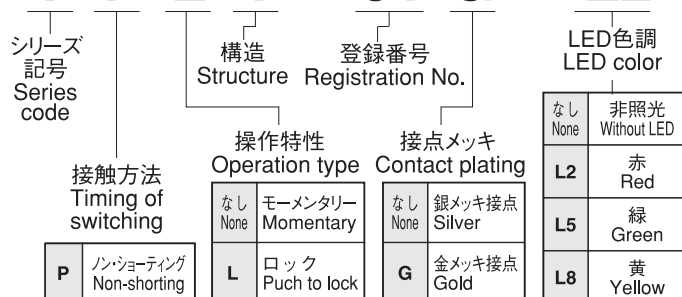 シリーズ
記号
Series
code
構造
Structure
登録番号
Registration No.
LED色調
LED color
接触方法
Timing of
switching
操作特性
Operation type
接点メッキ
Contact plating
P
ノン・ショーティング
Non-shorting
なし
None
モーメンタリー
Momentary
L
ロック
Puch to lock
なし
None
銀メッキ接点
Silver
G
金メッキ接点
Gold
なし
None
非照光
Without LED
L2
赤
Red
L5
緑
Green
L8
黄
Yellow